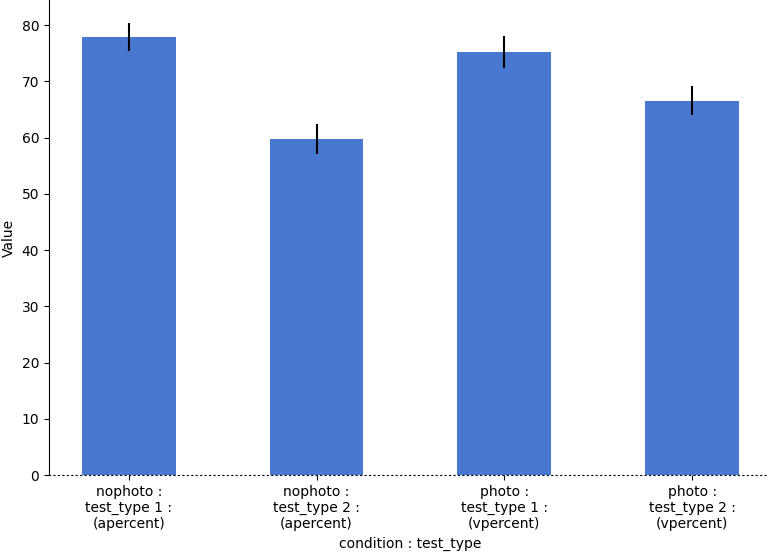 80
70
60
50
40
30
20
10
0
Value
nophoto :
test_type 1 :
(apercent)
nophoto :
test_type 2 :
(apercent)
photo :
test_type 1 :
(vpercent)
photo :
test_type 2 :
(vpercent)
condition : test_type